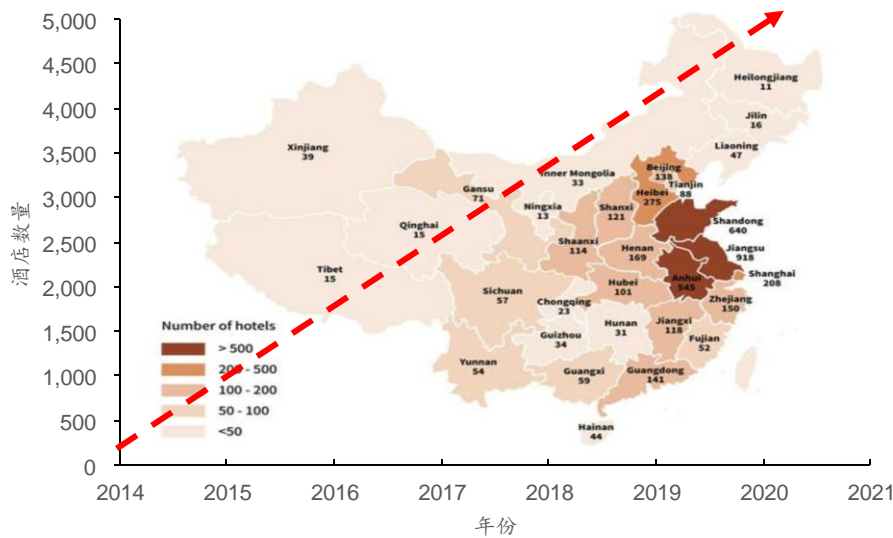 5,000
4,500
4,000
3,500
3,000
2,500
2,000
1,500
1,000
500
0
酒店数量
2014
2015
2016
2017
2018
2019
2020
2021
年份
Heilongjiang
11
Jilin
16
Liaoning
47
Xinjiang
39
Inner Mongolia
33
Beijing
138
Tianjin
88
Gansu
71
Heibei
275
Ningxia
13
Shanxi
121
Shandong
640
Qinghai
15
Shaanxi
114
Henan
169
Jiangsu
918
Tibet
15
Anhui
545
Shanghai
208
Sichuan
57
Hubei
101
Chongqing
23
Zhejiang
150
Hunan
31
Jiangxi
118
Guizhou
34
Fujian
52
Yunnan
54
Guangxi
59
Guangdong
141
Hainan
44
Number of hotels
> 500
200 - 500
100 - 200
50 - 100
<50